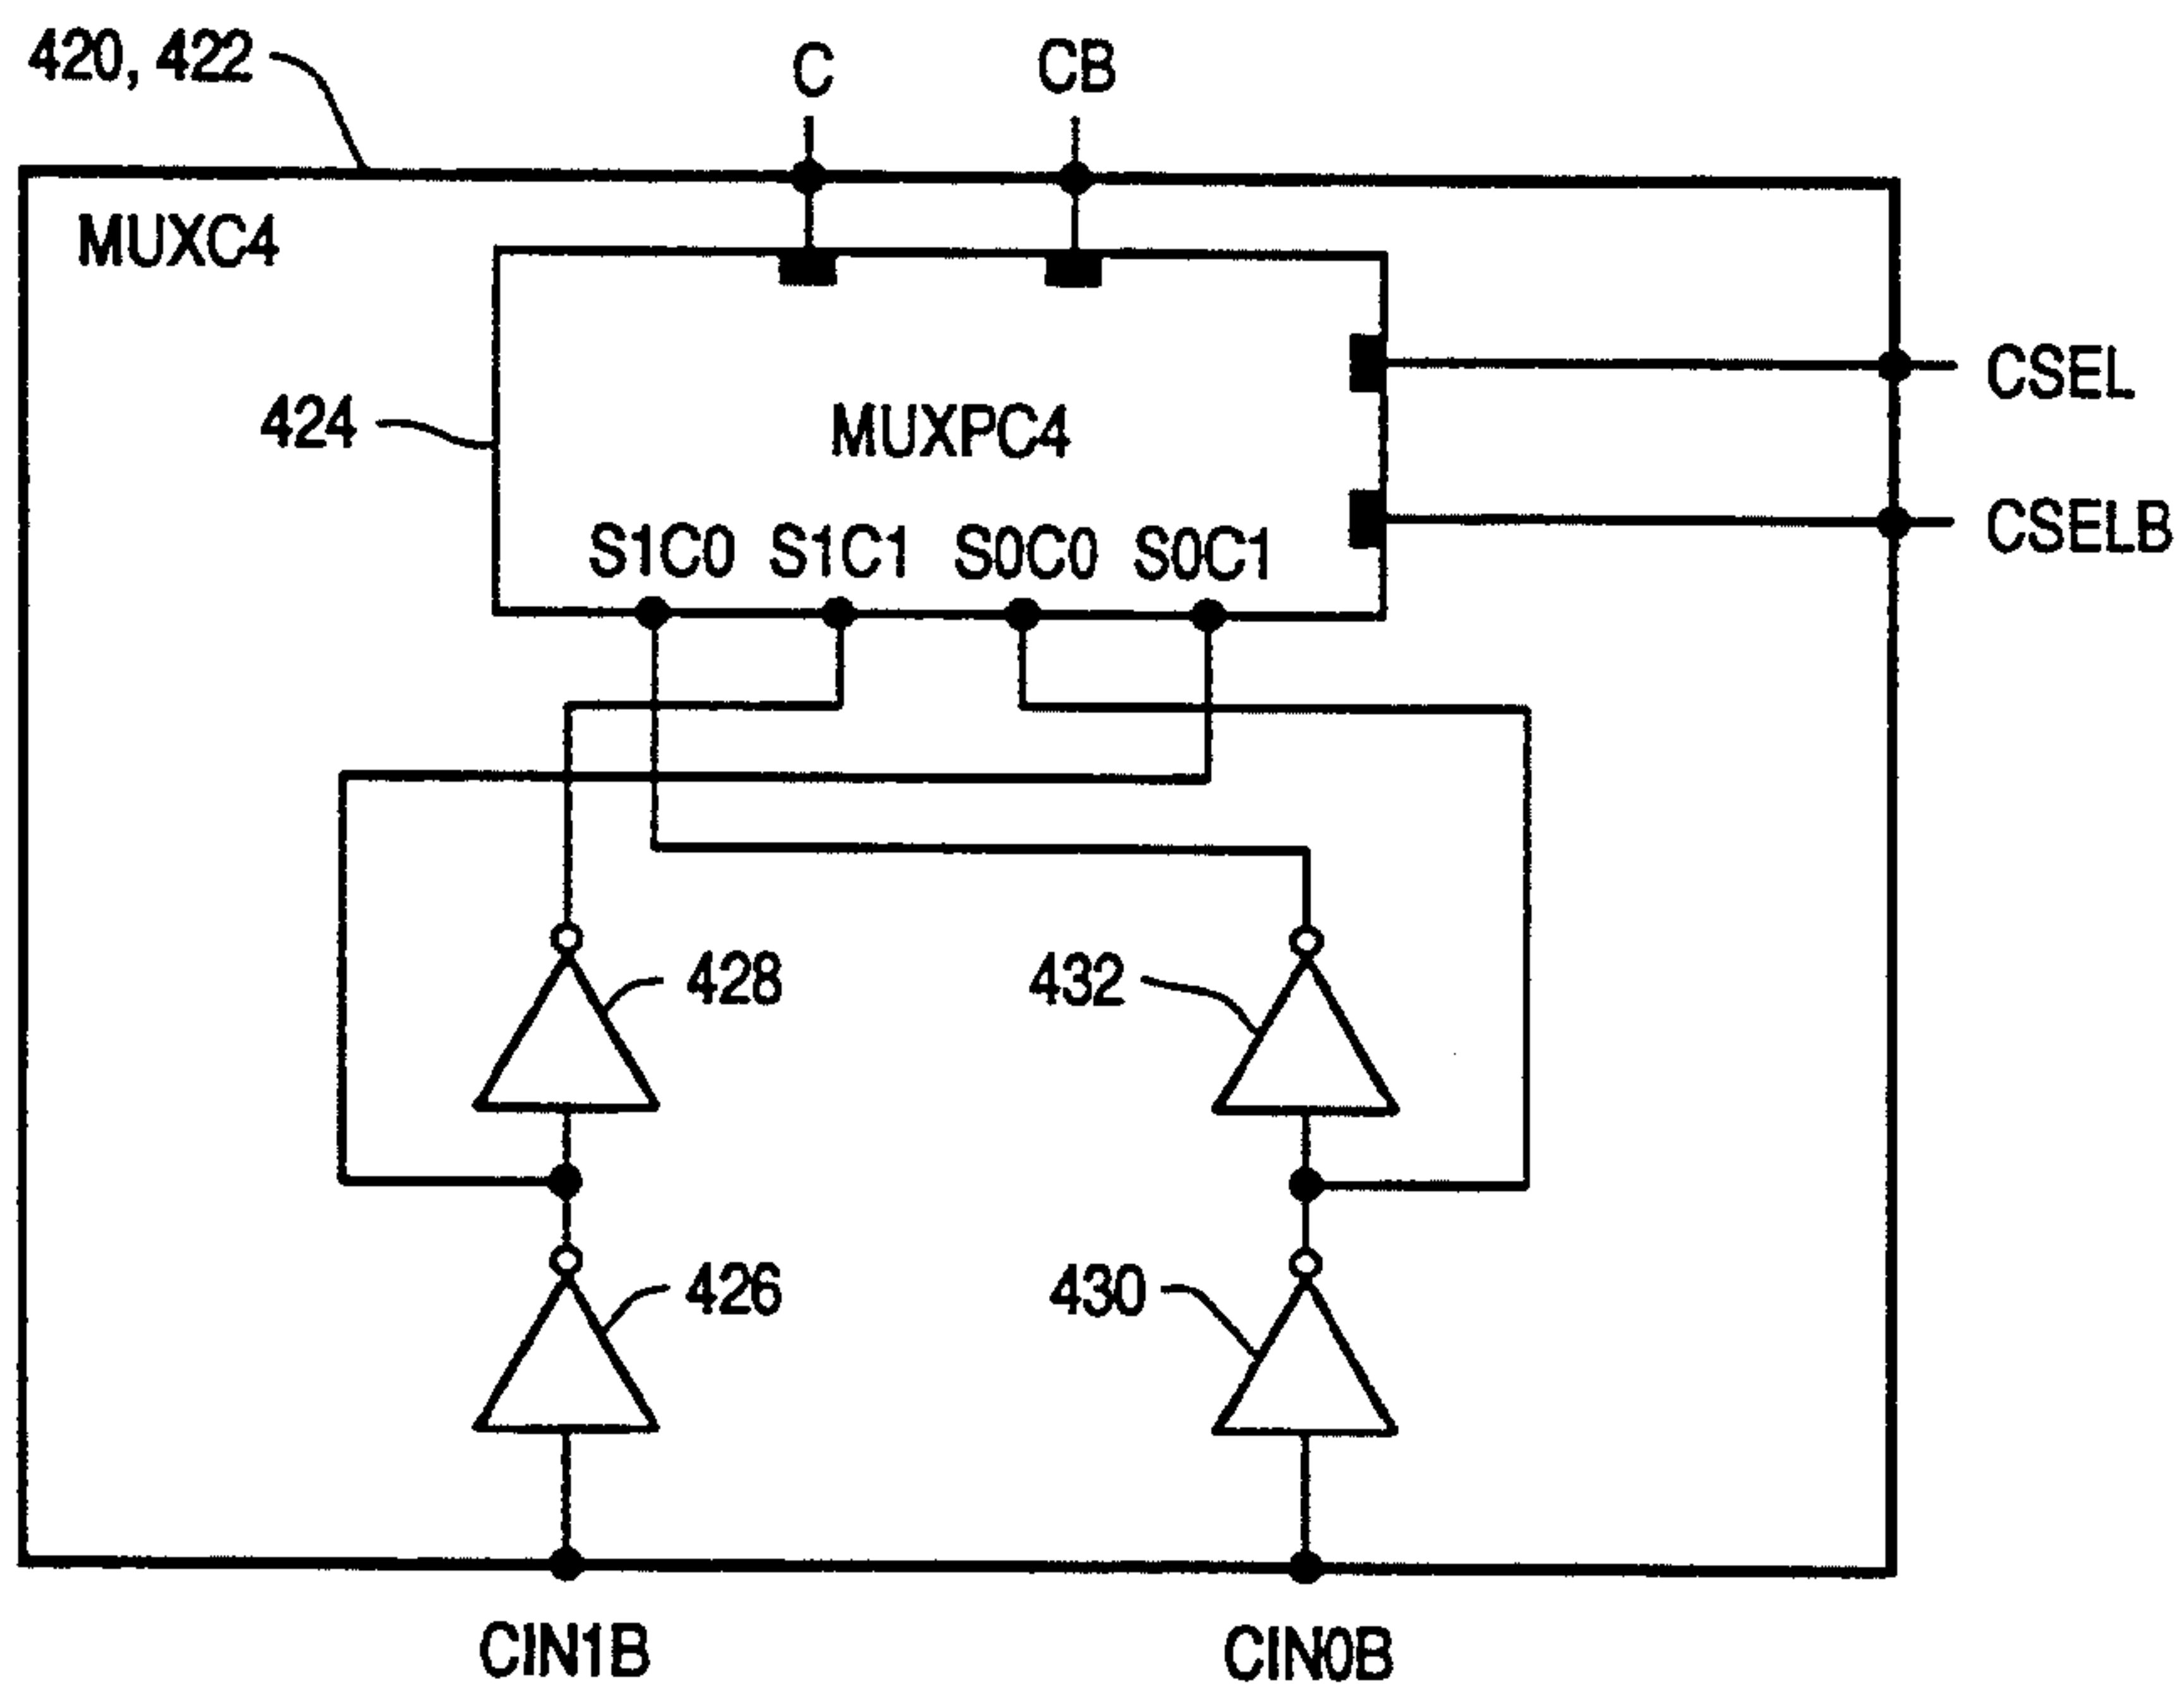 420, 422
C
CB
MUXC4
CSEL
424
MUXPC4
CSELB
S1C0 S1C1 S0C0 S0C1
428
432
426
430
CIN1B
CIN0B